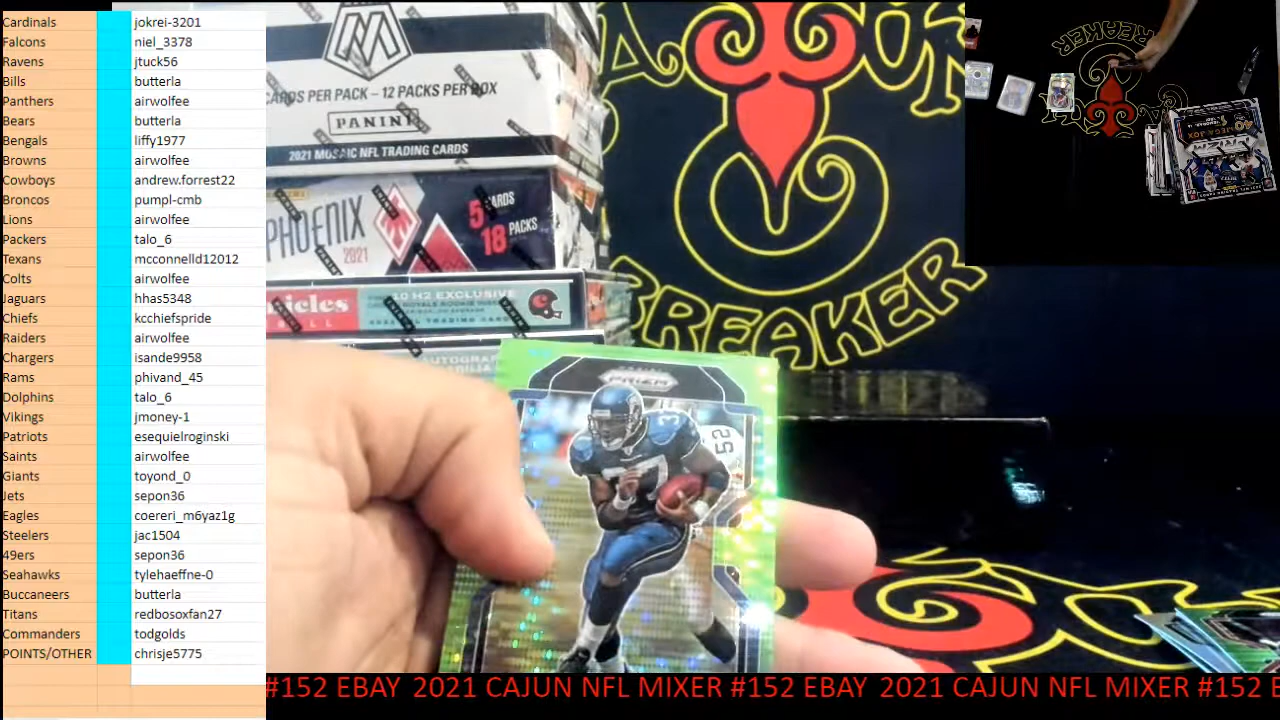 Cardinals jokrei-3201
Falcons niel_3378
Ravens jtuck56
Bills butterla
Panthers airwolfee
Bears butterla
Bengals liffy1977
Browns airwolfee
Cowboys andrew.forrest22
Broncos pumpl-cmb
Lions airwolfee
Packers talo_6
Texans mcconnelld12012
Colts airwolfee
Jaguars hhas5348
Chiefs kcchiefspride
Raiders airwolfee
Chargers isande9958
Rams phivand_45
Dolphins talo_6
Vikings jmoney-1
Patriots esequielroginski
Saints airwolfee
Giants toyond_0
Jets sepon36
Eagles coereri_m6yaz1g
Steelers jac1504
49ers sepon36
Seahawks tylehaeffne-0
Buccaneers butterla
Titans redbosoxfan27
Commanders todgolds
POINTS/OTHER chrisje5775
CARDS PER PACK – 12 PACKS PER BOX
PANINI
2021 MOSAIC NFL TRADING CARDS
PHOENIX
2021
5 CARDS
18 PACKS
10 H2 EXCLUSIVE
AUTOGRAP
BREAKER
PRIZM
37
52
REAKER
#152 EBAY 2021 CAJUN NFL MIXER #152 EBAY 2021 CAJUN NFL MIXER #152 E